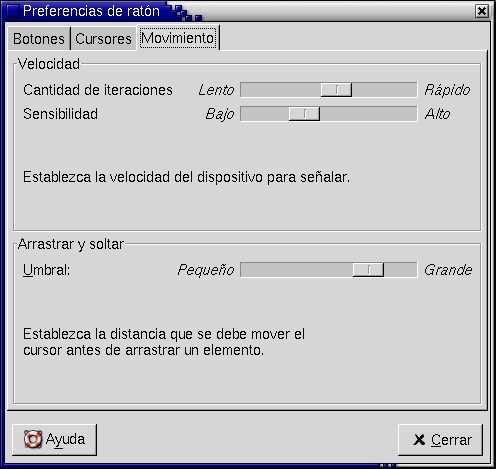 Preferencias de ratón
Botones Cursores Movimiento
Velocidad
Cantidad de iteraciones Lento Rápido
Sensibilidad Bajo Alto
Establezca la velocidad del dispositivo para señalar.
Arrastrar y soltar
Umbral: Pequeño Grande
Establezca la distancia que se debe mover el
cursor antes de arrastrar un elemento.
Ayuda Cerrar